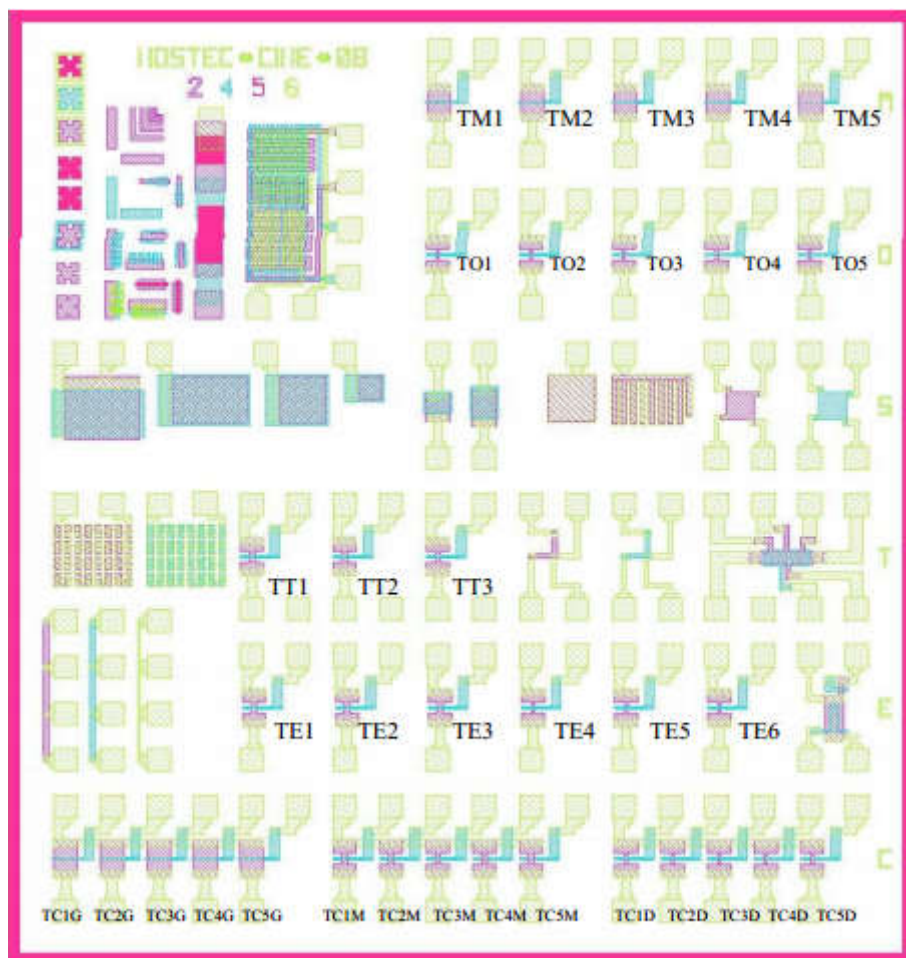 MOSTEC-CINE-08
2 4 5 6
TM1 TM2 TM3 TM4 TM5 M
TO1 TO2 TO3 TO4 TO5 O
S
TT1 TT2 TT3 T
TE1 TE2 TE3 TE4 TE5 TE6 E
C
TC1G TC2G TC3G TC4G TC5G TC1M TC2M TC3M TC4M TC5M TC1D TC2D TC3D TC4D TC5D